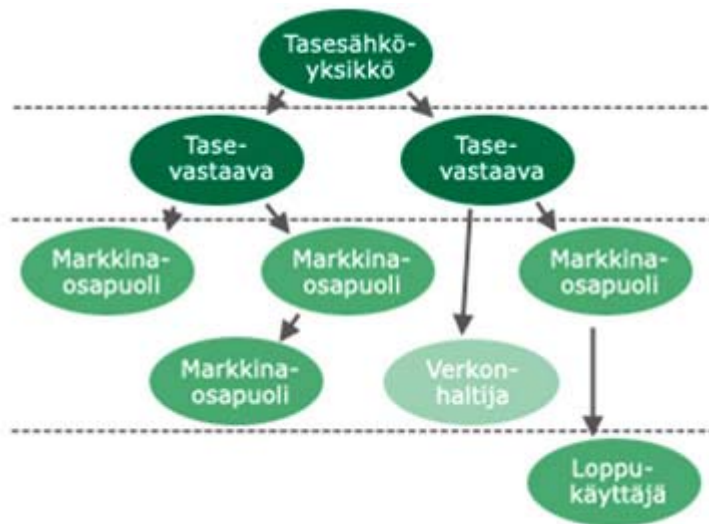 Tasesähkö-
yksikkö
Tase-
vastaava
Tase-
vastaava
Markkina-
osapuoli
Markkina-
osapuoli
Markkina-
osapuoli
Markkina-
osapuoli
Verkon-
haltija
Loppu-
käyttäjä